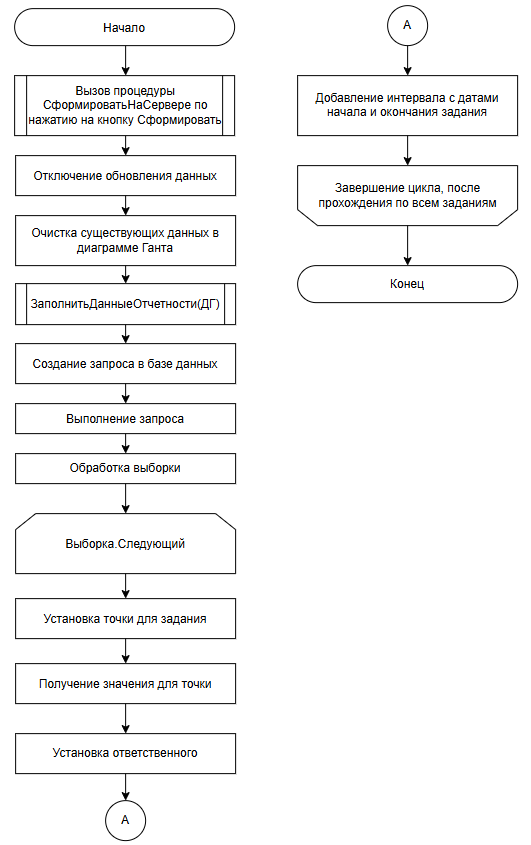 Начало
Вызов процедуры
СформироватьНаСервере по
нажатию на кнопку Сформировать
Отключение обновления данных
Очистка существующих данных в
диаграмме Ганта
ЗаполнитьДанныеОтчетности(ДГ)
Создание запроса в базе данных
Выполнение запроса
Обработка выборки
Выборка.Следующий
Установка точки для задания
Получение значения для точки
Установка ответственного
А
А
Добавление интервала с датами
начала и окончания задания
Завершение цикла, после
прохождения по всем заданиям
Конец